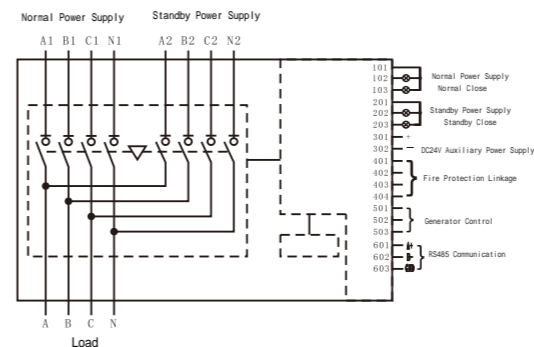 Normal Power Supply Standby Power Supply
A1 B1 C1 N1 A2 B2 C2 N2
101
102 Normal Power Supply
103 Normal Close
201
202 Standby Power Supply
203 Standby Close
301 +
302 — DC24V Auxiliary Power Supply
401
402
403 Fire Protection Linkage
404
501
502 Generator Control
503
601 A+
602 RS485 Communication
603
A B C N
Load